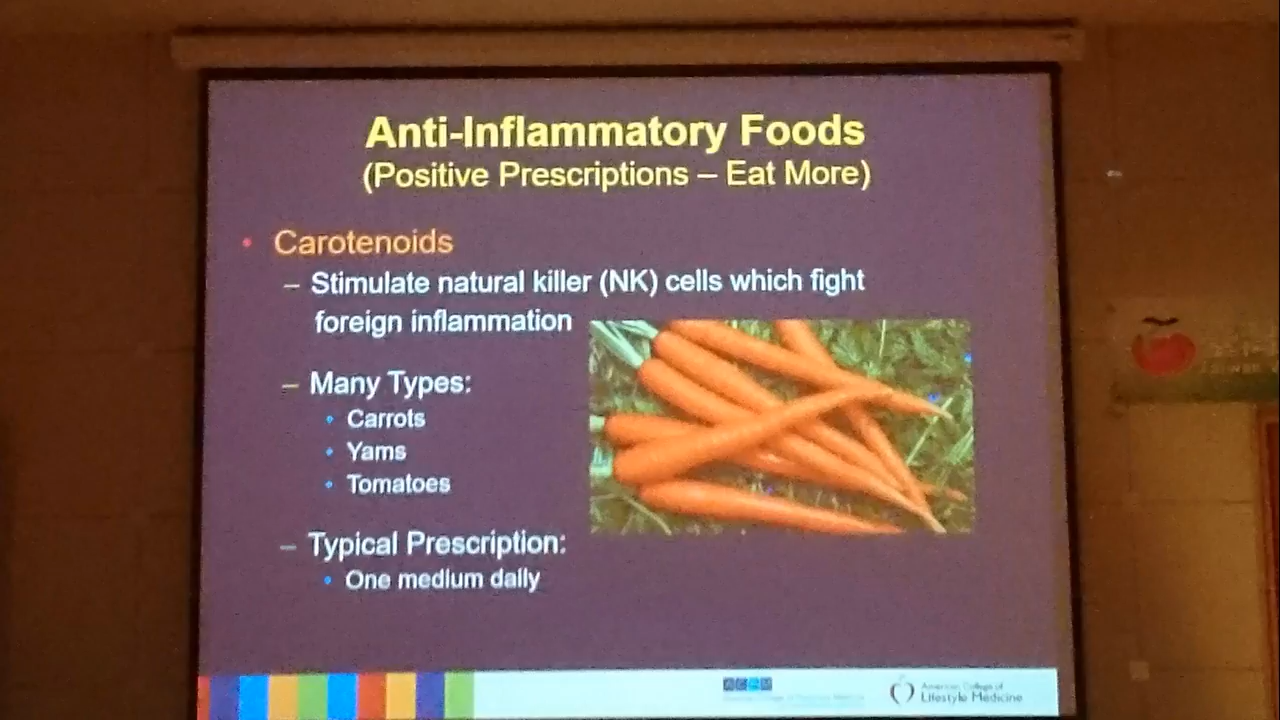 Anti-Inflammatory Foods
(Positive Prescriptions – Eat More)
• Carotenoids
– Stimulate natural killer (NK) cells which fight
foreign inflammation
– Many Types:
• Carrots
• Yams
• Tomatoes
– Typical Prescription:
• One medium daily
American College of
Lifestyle Medicine